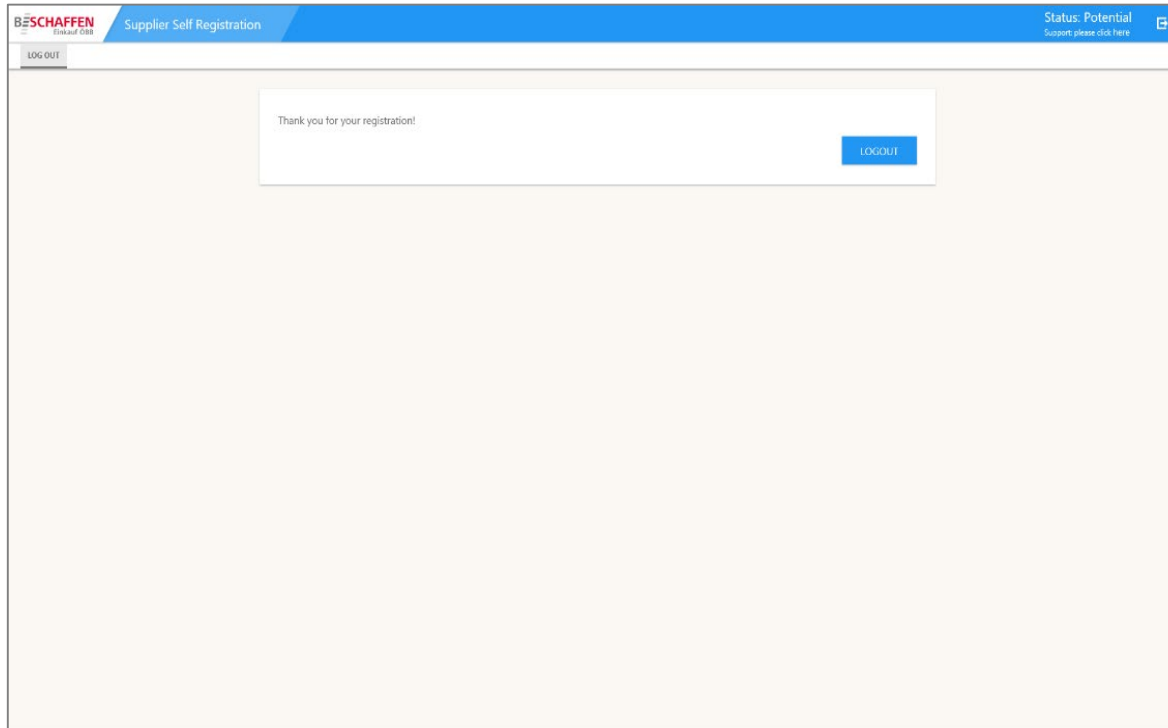 BESCHAFFEN
Einkauf ÖBB
Supplier Self Registration
Status: Potential
Support: please click here
LOG OUT
Thank you for your registration!
LOGOUT